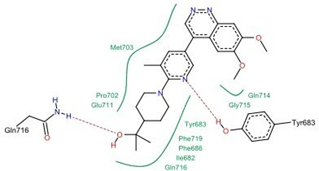 N N
Met703
O
O
N
N
Pro702
Glu711
Gln714
Gly715
H
N
H
O
H
O
H
O
Gln716
Tyr683
Tyr683
Phe719
Phe686
Ile682
Gln716